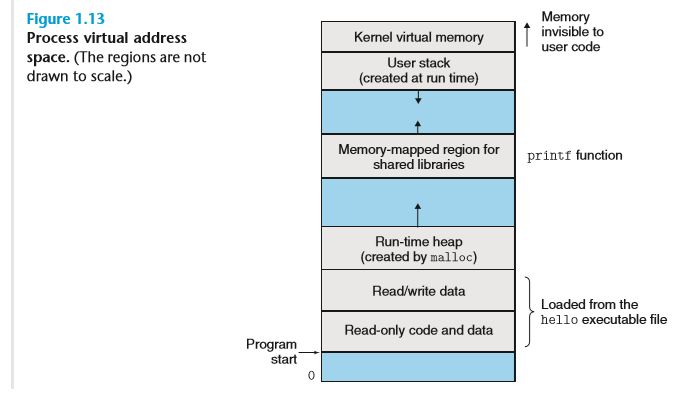 Figure 1.13
Process virtual address
space. (The regions are not
drawn to scale.)
Kernel virtual memory
Memory
invisible to
user code
User stack
(created at run time)
Memory-mapped region for
shared libraries
printf function
Run-time heap
(created by malloc)
Read/write data
Loaded from the
hello executable file
Read-only code and data
Program
start
0